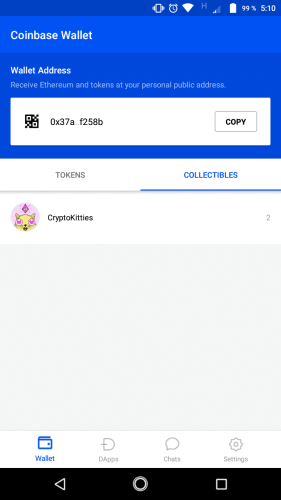 H 99 % 5:10
Coinbase Wallet
Wallet Address
Receive Ethereum and tokens at your personal public address.
0x37a..f258b COPY
TOKENS COLLECTIBLES
CryptoKitties 2
Wallet DApps Chats Settings